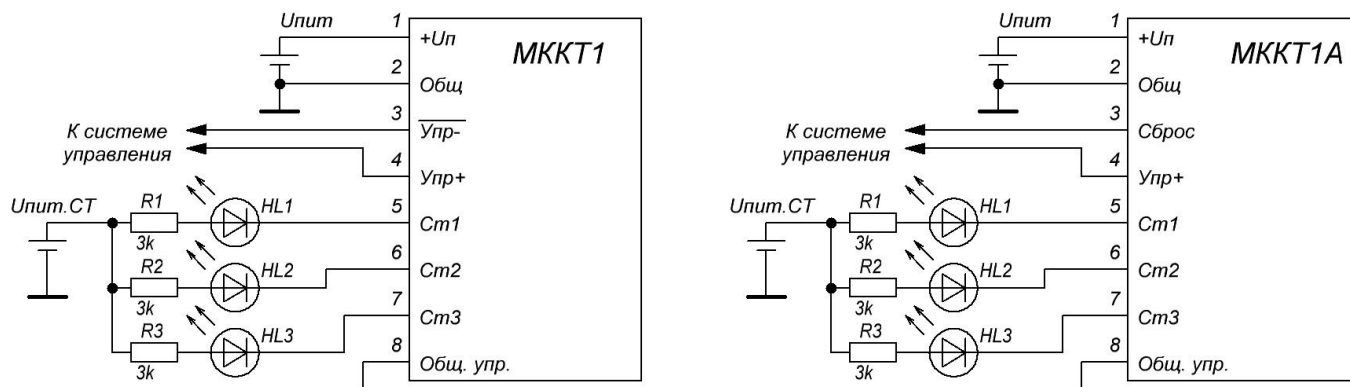 Uпит
1
+Uп
МККТ1
2
Общ
3
К системе
управления
Упр-
4
Упр+
Uпит.СТ
R1
3k
HL1
5
Ст1
R2
3k
HL2
6
Ст2
R3
3k
HL3
7
Ст3
8
Общ. упр.
Uпит
1
+Uп
МККТ1А
2
Общ
3
К системе
управления
Сброс
4
Упр+
Uпит.СТ
R1
3k
HL1
5
Ст1
R2
3k
HL2
6
Ст2
R3
3k
HL3
7
Ст3
8
Общ. упр.